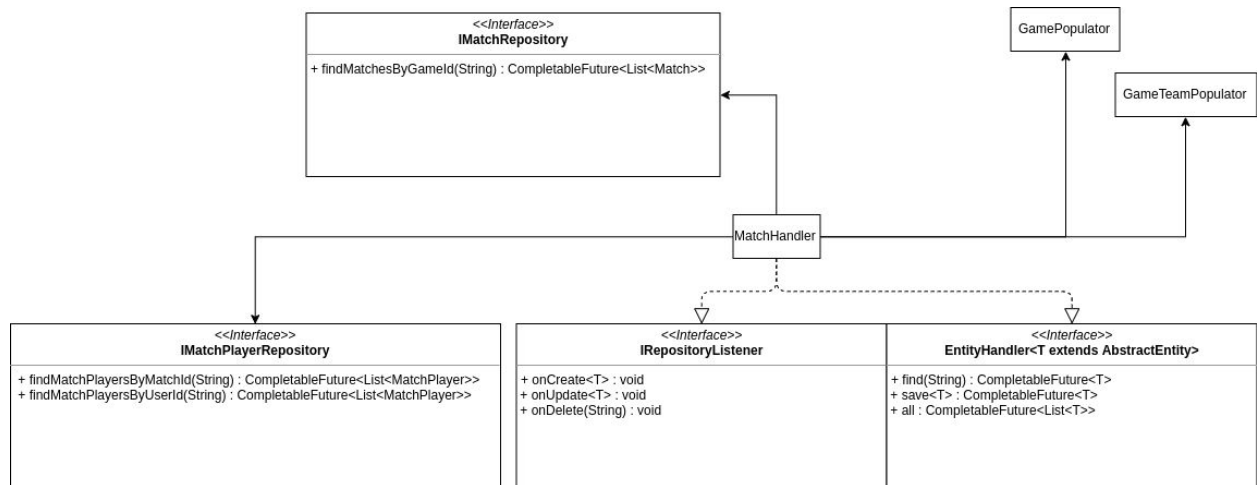 <<Interface>>
IMatchRepository
+ findMatchesByGameId(String) : CompletableFuture<List<Match>>
GamePopulator
GameTeamPopulator
MatchHandler
<<Interface>>
IMatchPlayerRepository
+ findMatchPlayersByMatchId(String) : CompletableFuture<List<MatchPlayer>>
+ findMatchPlayersByUserId(String) : CompletableFuture<List<MatchPlayer>>
<<Interface>>
IRepositoryListener
+ onCreate<T> : void
+ onUpdate<T> : void
+ onDelete(String) : void
<<Interface>>
EntityHandler<T extends AbstractEntity>
+ find(String) : CompletableFuture<T>
+ save<T> : CompletableFuture<T>
+ all : CompletableFuture<List<T>>